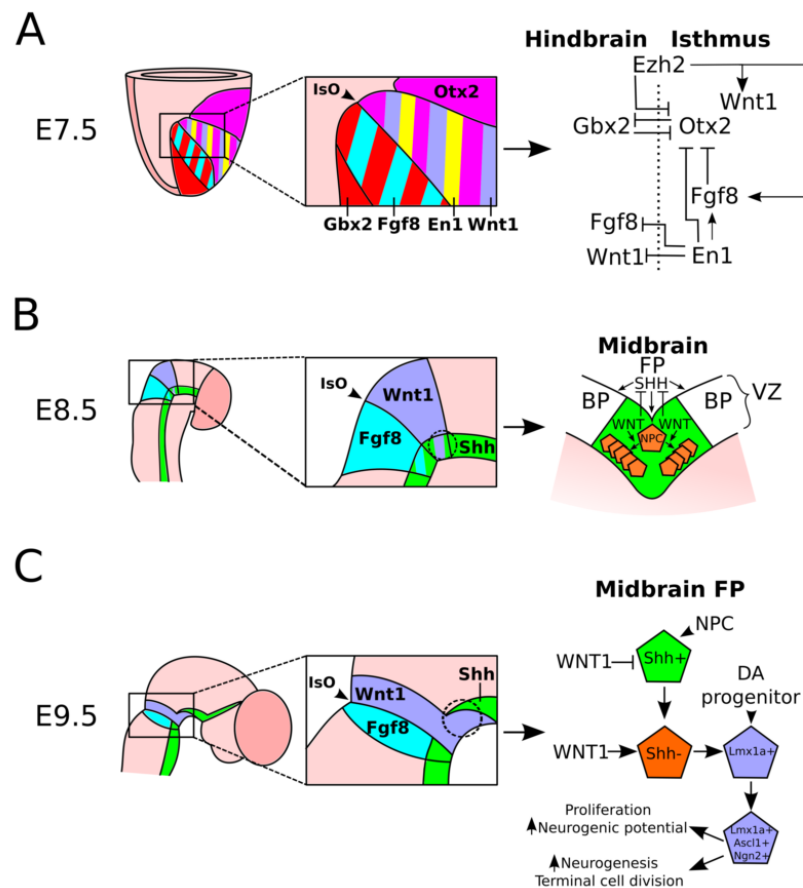 A
E7.5
IsO
Otx2
Gbx2 Fgf8 En1 Wnt1
Hindbrain Isthmus
Ezh2
Wnt1
Gbx2 Otx2
Fgf8
Fgf8
Wnt1 En1
B
E8.5
IsO
Wnt1
Fgf8
Shh
Midbrain
FP
SHH
BP BP VZ
WNT WNT
NPC
C
E9.5
IsO
Wnt1
Fgf8
Shh
Midbrain FP
NPC
WNT1 Shh+
DA
progenitor
WNT1 Shh- Lmx1a+
Proliferation
Neurogenic potential
Lmx1a+
Ascl1+
Ngn2+
Neurogenesis
Terminal cell division